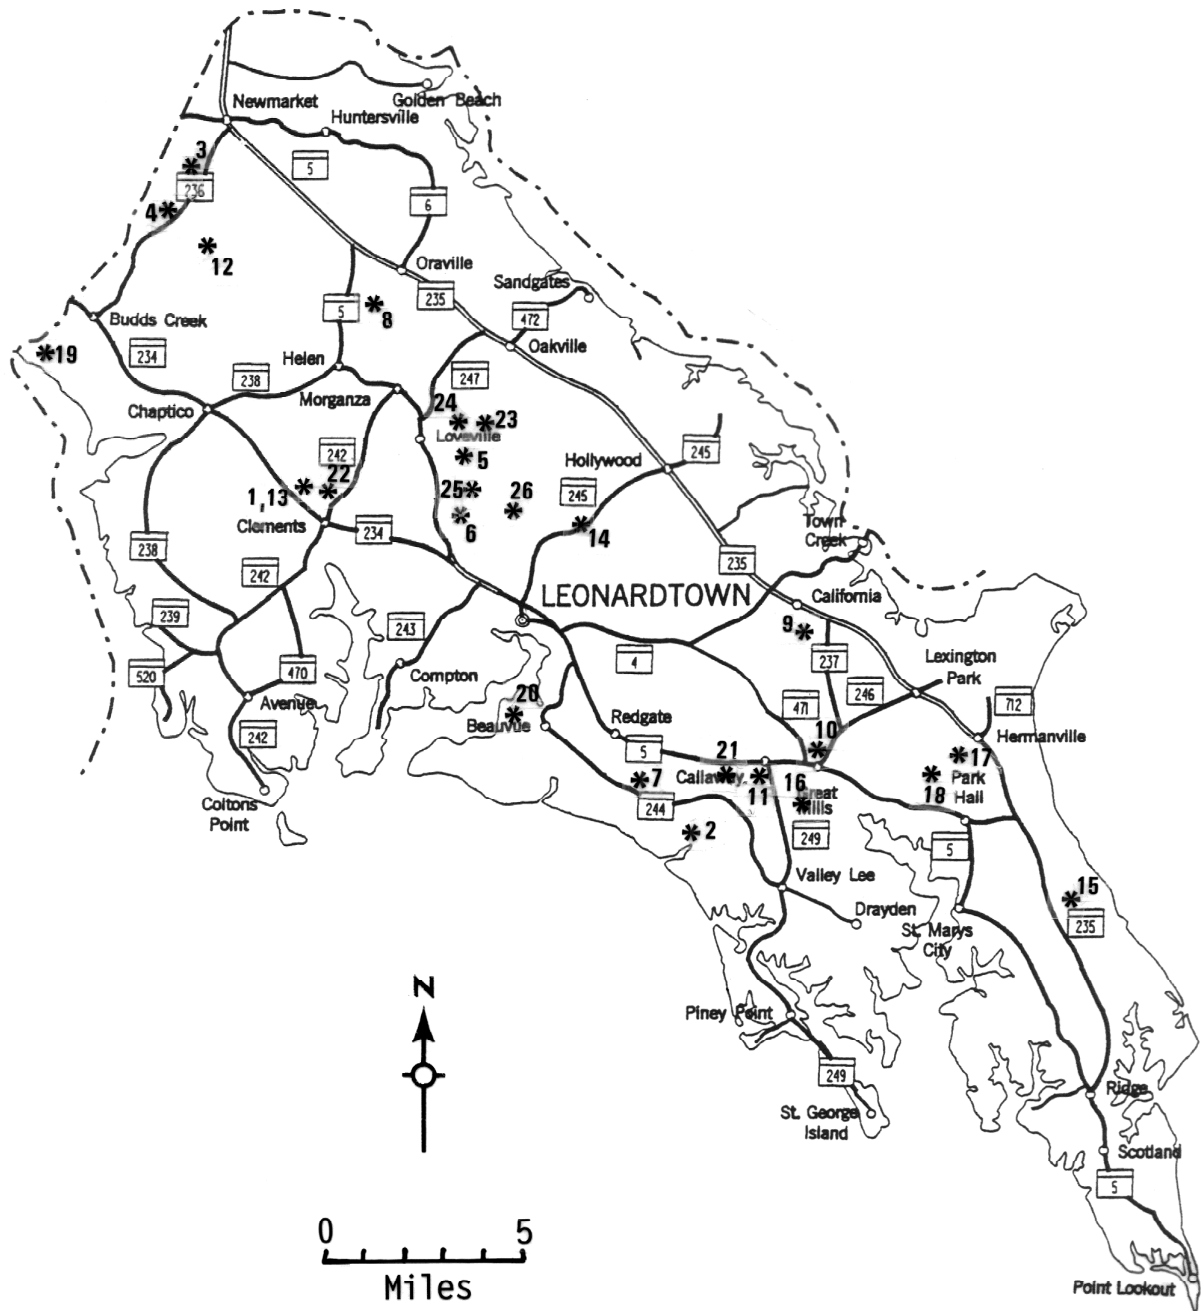 Newmarket
Golden Beach
Huntersville
3
5
236
6
4
12
Oraville
Sandgates
235
5
8
472
Budds Creek
Oakville
19
234
Helen
238
247
Morganza
24
23
Chaptico
Loveville
5
242
Hollywood
245
22
1,13
25
26
245
6
14
Clements
234
Town
Creek
238
235
242
LEONARDTOWN
California
239
243
9
4
237
Lexington
Park
520
470
Compton
246
Avenue
20
471
712
Beauvue
Redgate
242
5
10
Hermanville
21
17
7
Callaway
11
16
Great
Mills
18
Park
Hall
Coltons
Point
244
2
249
5
Valley Lee
15
Drayden
235
St. Marys
City
N
Piney Point
249
Ridge
St. George
Island
Scotland
5
0 5
Miles
Point Lookout